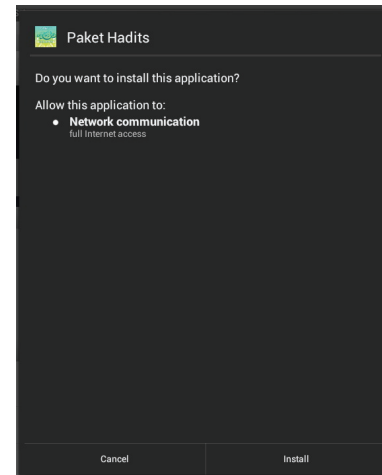 Paket Hadits
Do you want to install this application?
Allow this application to:
● Network communication
full Internet access
Cancel
Install